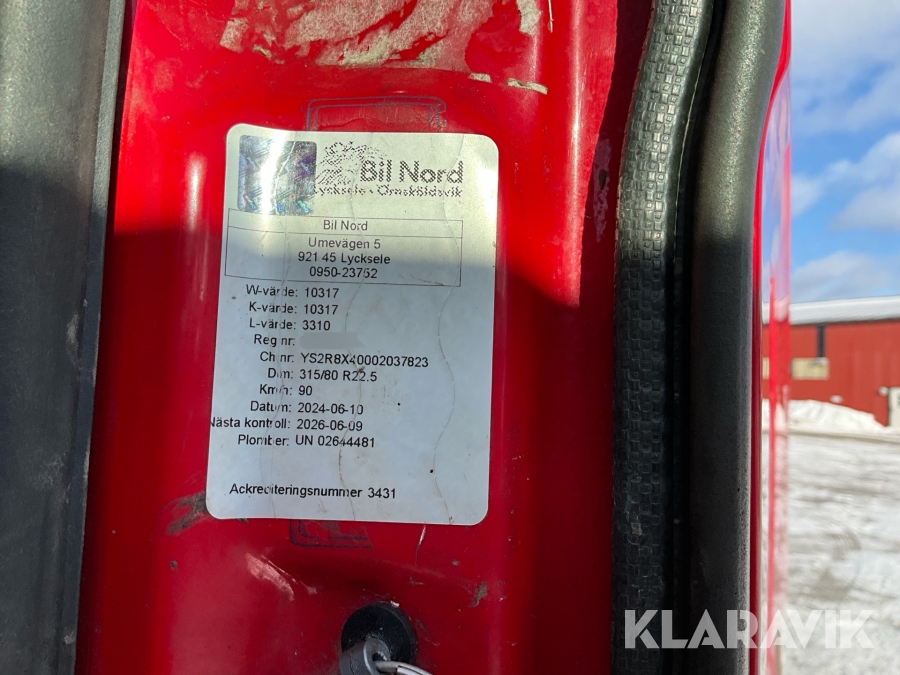 Bil Nord
Lycksele - Örnsköldsvik
Bil Nord
Umevägen 5
921 45 Lycksele
0950-23752
W-värde: 10317
K-värde: 10317
L-värde: 3310
Reg nr:
Ch nr: YS2R8X40002037823
Dim: 315/80 R22.5
Km/h: 90
Datum: 2024-06-10
Nästa kontroll: 2026-06-09
Plomber: UN 02644481
Ackrediteringsnummer 3431
KLARAVIK